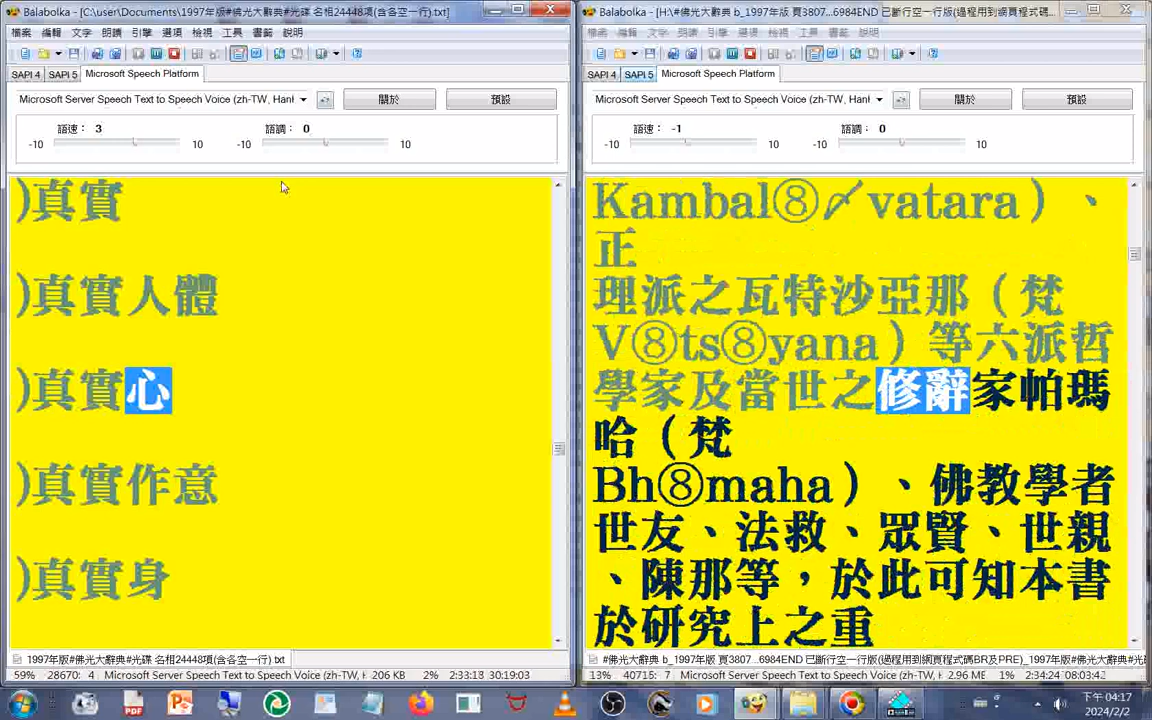 Balabolka - [C:\user\Documents\1997年版#佛光大辭典#光碟 名相24448項(含各空一行).txt]
檔案 編輯 文字 朗讀 引擎 選項 檢視 工具 書籤 說明
SAPI 4 SAPI 5 Microsoft Speech Platform
Microsoft Server Speech Text to Speech Voice (zh-TW, Hanl 關於 預設
語速： 3 語調： 0
-10 10 -10 10
)真實
)真實人體
)真實心
)真實作意
)真實身
1997年版#佛光大辭典#光碟 名相24448項(含各空一行).txt
59% 28670: 4 Microsoft Server Speech Text to Speech Voice (zh-TW, H 206 KB 2% 2:33:18 30:19:03
Balabolka - [H:\#佛光大辭典 b_1997年版 頁3807...6984END 已斷行空一行版(過程用到網頁程式碼...
檔案 編輯 文字 朗讀 引擎 選項 檢視 工具 書籤 說明
SAPI 4 SAPI 5 Microsoft Speech Platform
Microsoft Server Speech Text to Speech Voice (zh-TW, Hanl 關於 預設
語速： -1 語調： 0
-10 10 -10 10
Kambal⑧〆vatara）、
正
理派之瓦特沙亞那（梵
V⑧ts⑧yana）等六派哲
學家及當世之修辭家帕瑪
哈（梵
Bh⑧maha）、佛教學者
世友、法救、眾賢、世親
、陳那等，於此可知本書
於研究上之重
#佛光大辭典 b_1997年版 頁3807...6984END 已斷行空一行版(過程用到網頁程式碼BR及PRE)_1997年版#佛光
13% 40715: 7 Microsoft Server Speech Text to Speech Voice (zh-TW, H 2.96 MB 1% 2:34:24 08:03:42
PDF
下午 04:17
2024/2/2